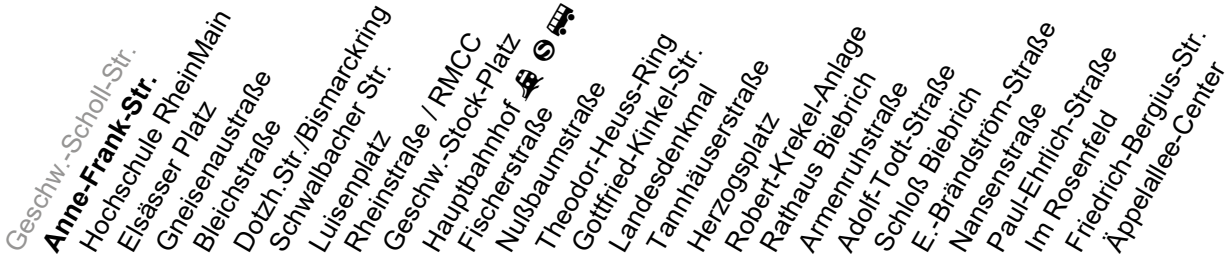 Geschw.-Scholl-Str.
Anne-Frank-Str.
Hochschule RheinMain
Elsässer Platz
Gneisenaustraße
Bleichstraße
Dotzh.Str./Bismarckring
Schwalbacher Str.
Luisenplatz
Rheinstraße / RMCC
Geschw.-Stock-Platz
Hauptbahnhof S
Fischerstraße
Nußbaumstraße
Theodor-Heuss-Ring
Gottfried-Kinkel-Str.
Landesdenkmal
Tannhäuserstraße
Herzogsplatz
Robert-Krekel-Anlage
Rathaus Biebrich
Armenruhstraße
Adolf-Todt-Straße
Schloß Biebrich
E.-Brändström-Straße
Nansenstraße
Paul-Ehrlich-Straße
Im Rosenfeld
Friedrich-Bergius-Str.
Äppelallee-Center